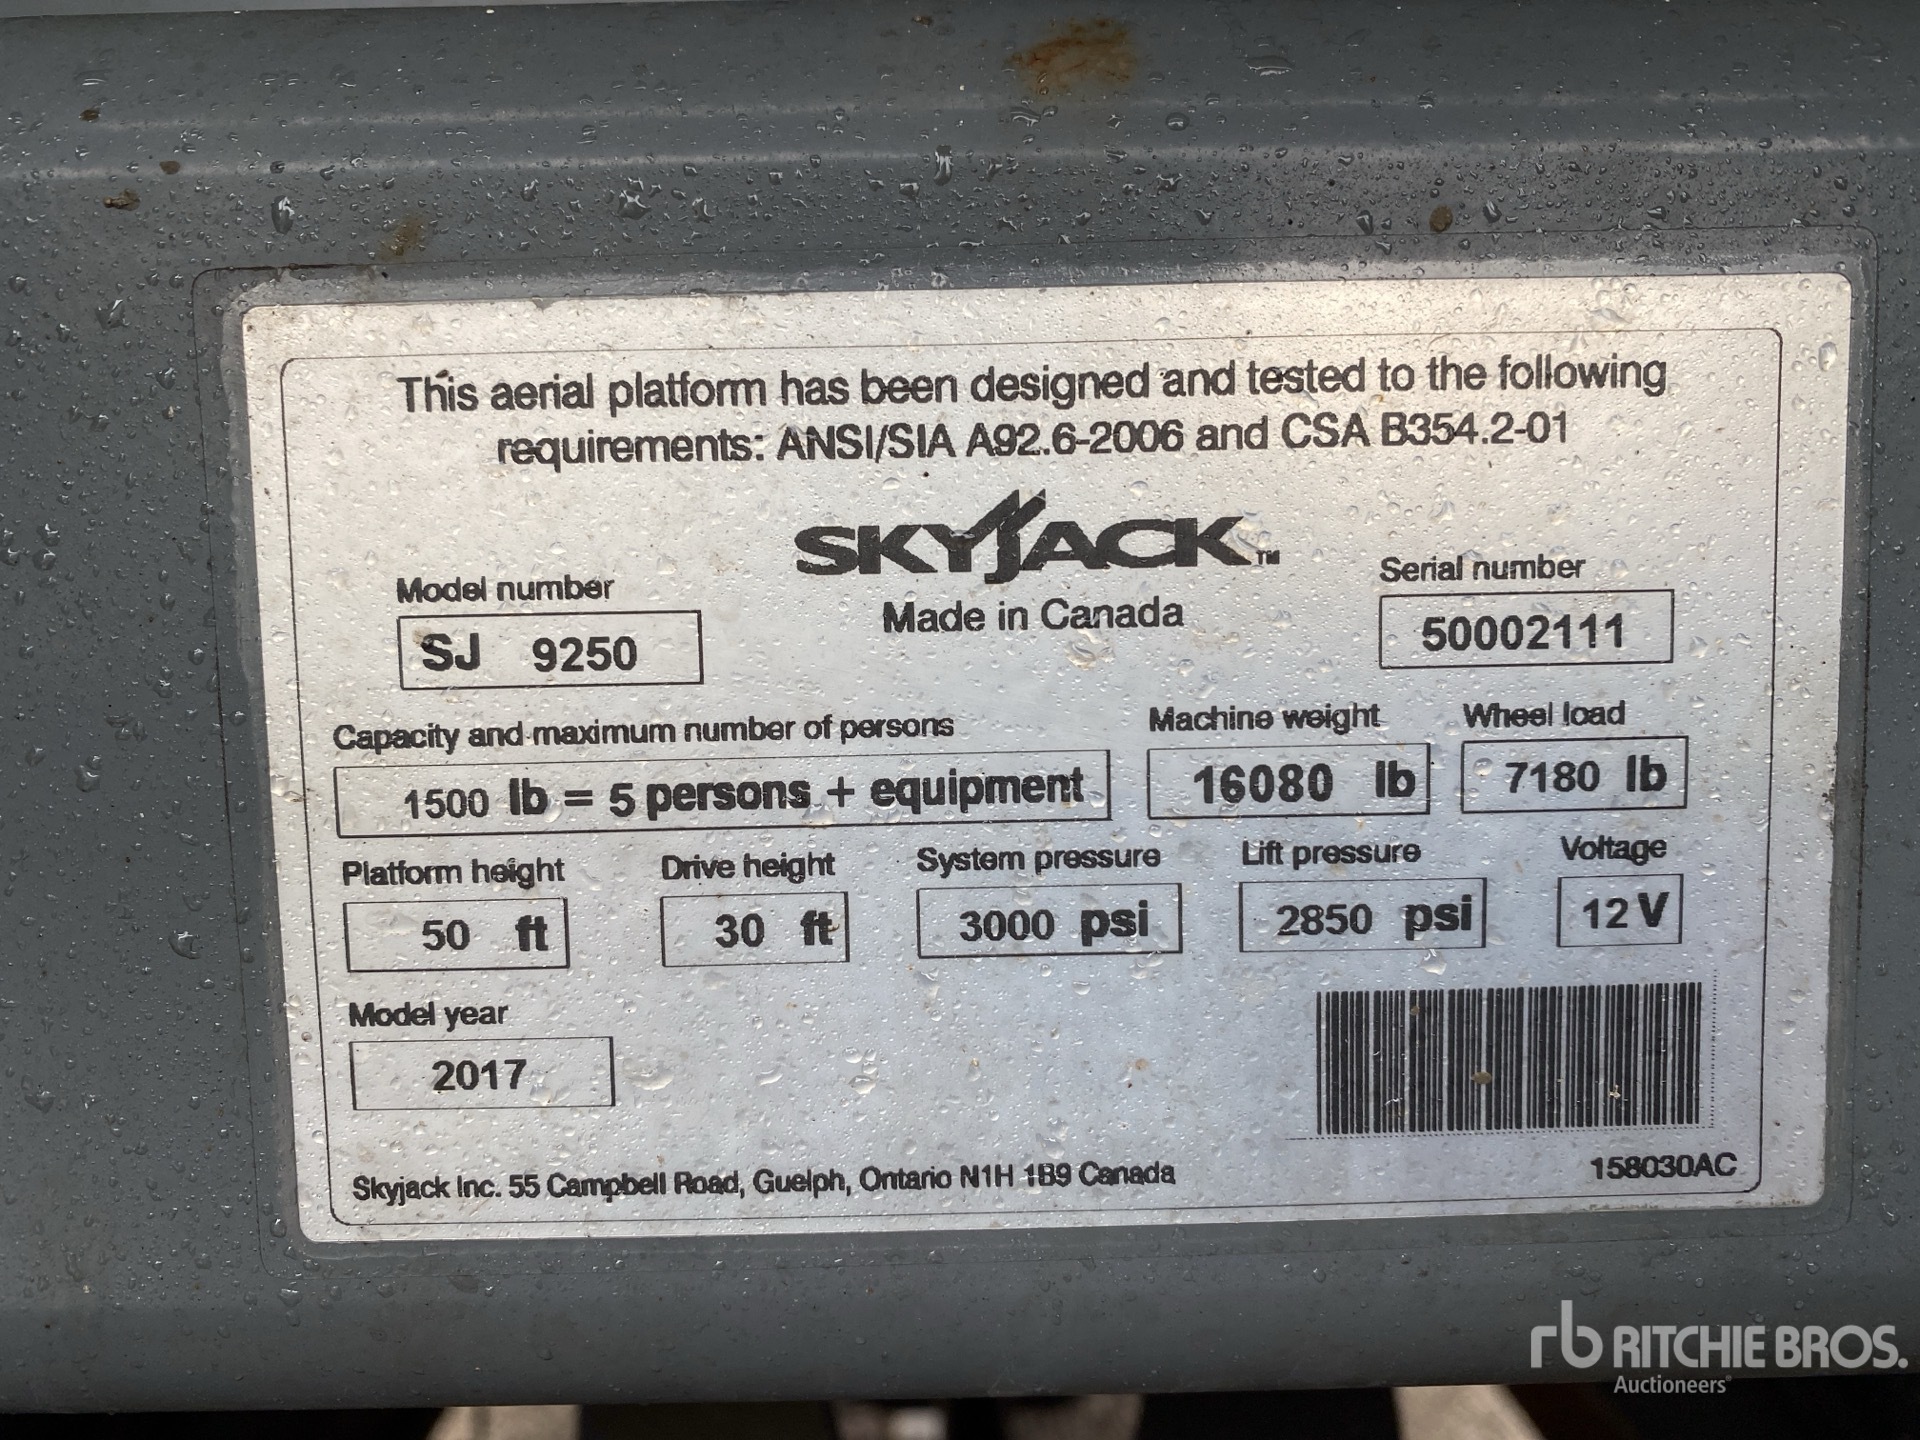 This aerial platform has been designed and tested to the following
requirements: ANSI/SIA A92.6-2006 and CSA B354.2-01
SKYJACK™
Made in Canada
Model number
SJ 9250
Serial number
50002111
Capacity and maximum number of persons
1500 lb = 5 persons + equipment
Machine weight
16080 lb
Wheel load
7180 lb
Platform height
50 ft
Drive height
30 ft
System pressure
3000 psi
Lift pressure
2850 psi
Voltage
12 V
Model year
2017
Skyjack Inc. 55 Campbell Road, Guelph, Ontario N1H 1B9 Canada
158030AC
rb RITCHIE BROS.
Auctioneers